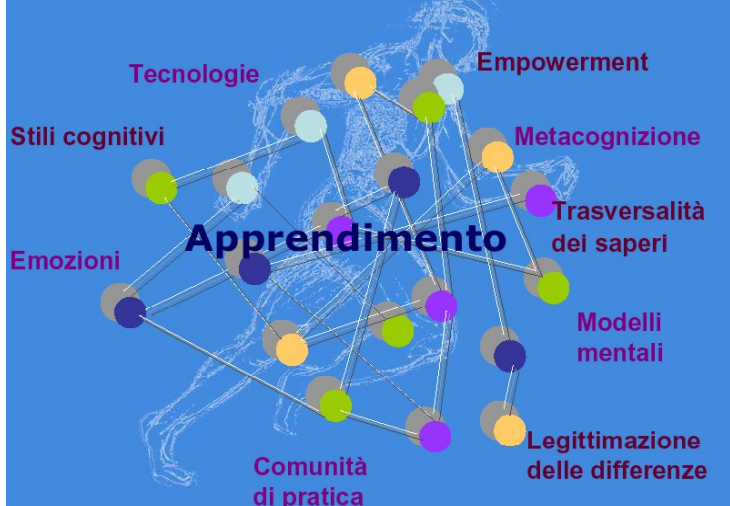 Tecnologie
Empowerment
Stili cognitivi
Metacognizione
Trasversalità
dei saperi
Apprendimento
Emozioni
Modelli
mentali
Legittimazione
delle differenze
Comunità
di pratica